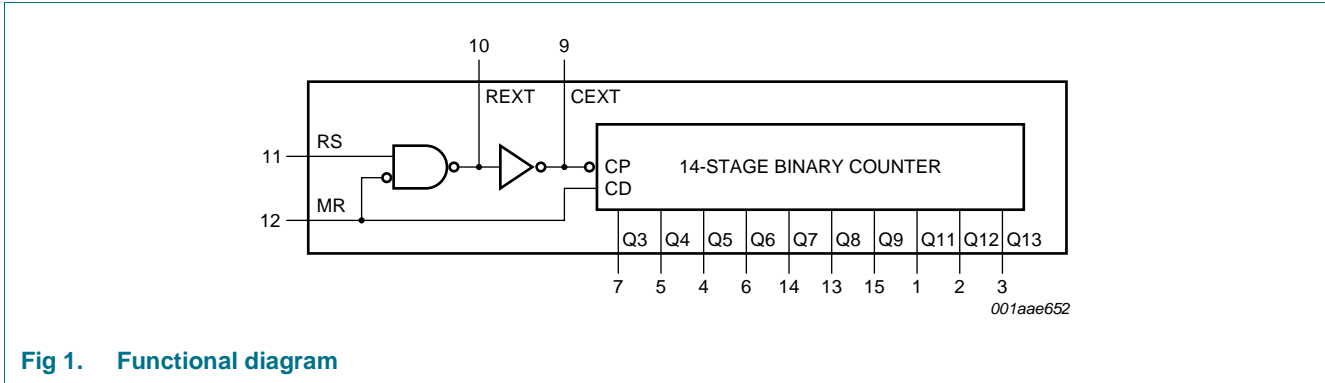 10 9
REXT CEXT
11 RS
CP 14-STAGE BINARY COUNTER
CD
12 MR
Q3 Q4 Q5 Q6 Q7 Q8 Q9 Q11 Q12 Q13
7 5 4 6 14 13 15 1 2 3
001aae652
Fig 1. Functional diagram